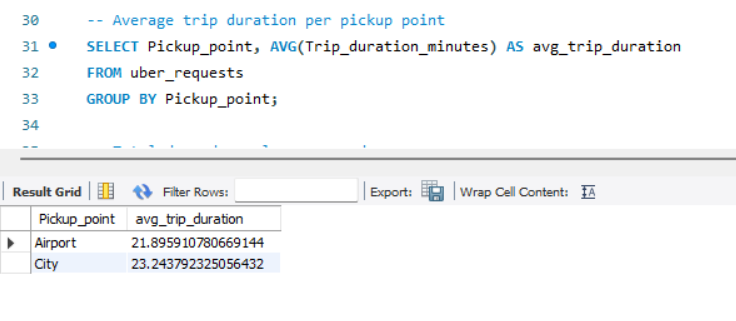 30 -- Average trip duration per pickup point
31 SELECT Pickup_point, AVG(Trip_duration_minutes) AS avg_trip_duration
32 FROM uber_requests
33 GROUP BY Pickup_point;
34
Result Grid Filter Rows: Export: Wrap Cell Content:
Pickup_point avg_trip_duration
Airport 21.895910780669144
City 23.243792325056432